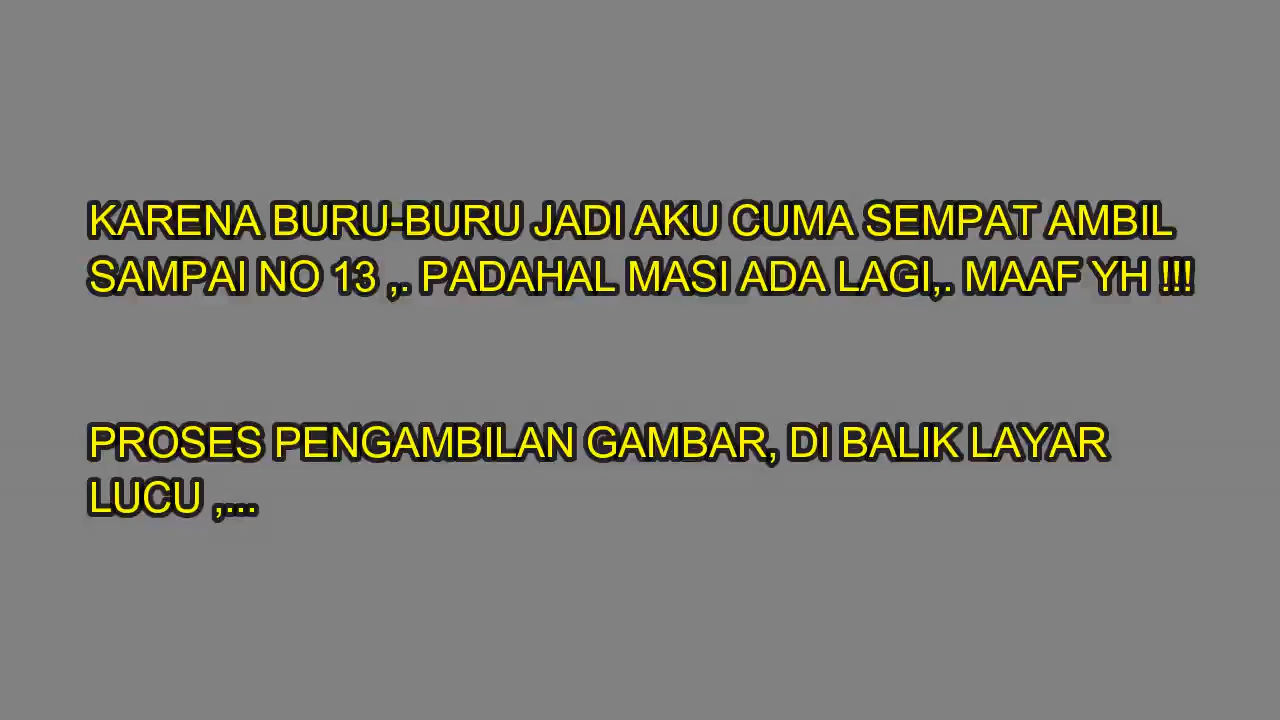 KARENA BURU-BURU JADI AKU CUMA SEMPAT AMBIL
SAMPAI NO 13 ,. PADAHAL MASI ADA LAGI,. MAAF YH !!!
PROSES PENGAMBILAN GAMBAR, DI BALIK LAYAR
LUCU ,...